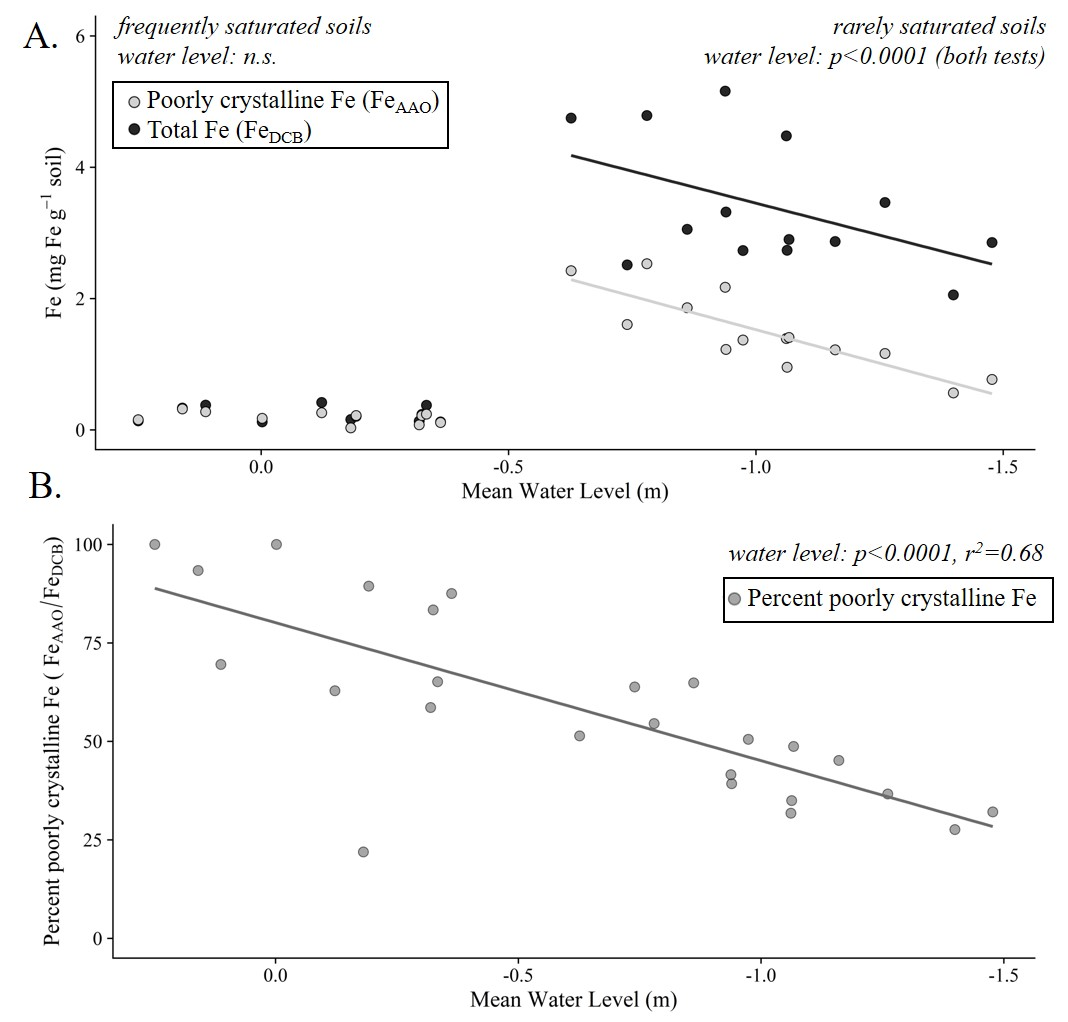 A.
frequently saturated soils
water level: n.s.
rarely saturated soils
water level: p<0.0001 (both tests)
Poorly crystalline Fe (FeAAO)
Total Fe (FeDCB)
Fe (mg Fe g−1 soil)
6
4
2
0
0.0 -0.5 -1.0 -1.5
Mean Water Level (m)
B.
water level: p<0.0001, r2=0.68
Percent poorly crystalline Fe
Percent poorly crystalline Fe ( FeAAO/FeDCB)
100
75
50
25
0
0.0 -0.5 -1.0 -1.5
Mean Water Level (m)